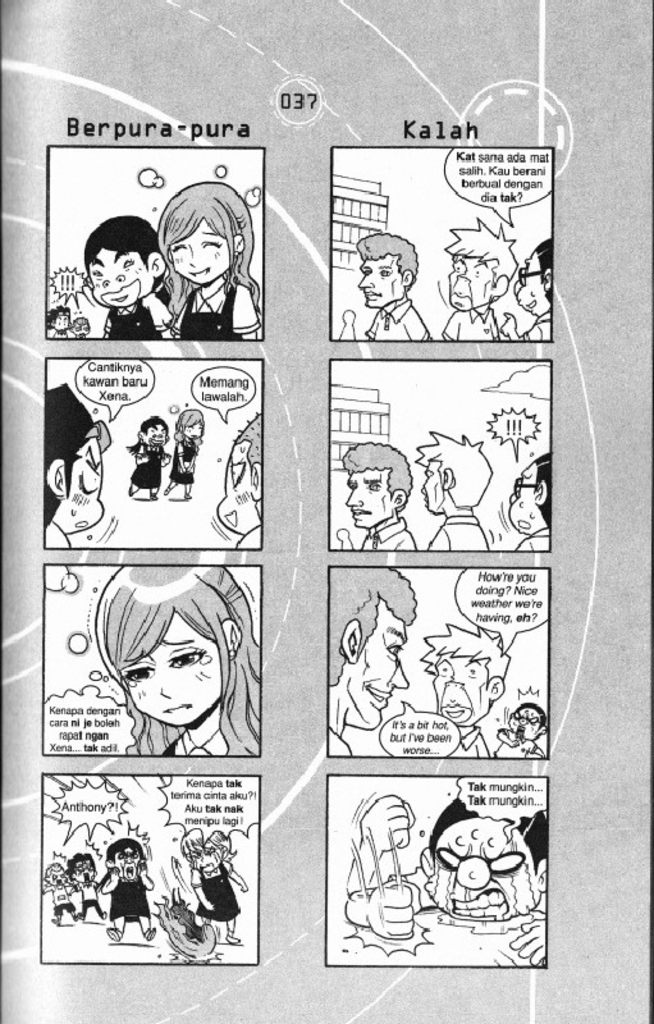 037
Berpura-pura
!!!
Cantiknya
kawan baru
Xena.
Memang
lawalah.
Kenapa dengan
cara ni je boleh
rapat ngan
Xena... tak adil.
Anthony?!
Kenapa tak
terima cinta aku?!
Aku tak nak
menipu lagi!
Kalah
Kat sana ada mat
salih. Kau berani
berbual dengan
dia tak?
!!!
How're you
doing? Nice
weather we're
having, eh?
It's a bit hot,
but I've been
worse...
Tak mungkin...
Tak mungkin...